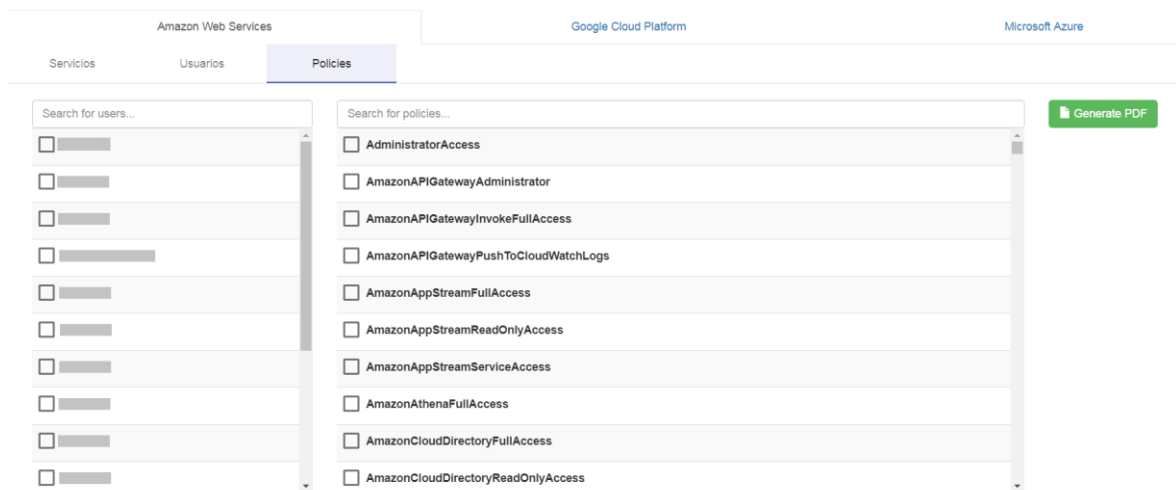 Amazon Web Services Google Cloud Platform Microsoft Azure
Servicios Usuarios Policies
Search for users... Search for policies... Generate PDF
AdministratorAccess
AmazonAPIGatewayAdministrator
AmazonAPIGatewayInvokeFullAccess
AmazonAPIGatewayPushToCloudWatchLogs
AmazonAppStreamFullAccess
AmazonAppStreamReadOnlyAccess
AmazonAppStreamServiceAccess
AmazonAthenaFullAccess
AmazonCloudDirectoryFullAccess
AmazonCloudDirectoryReadOnlyAccess